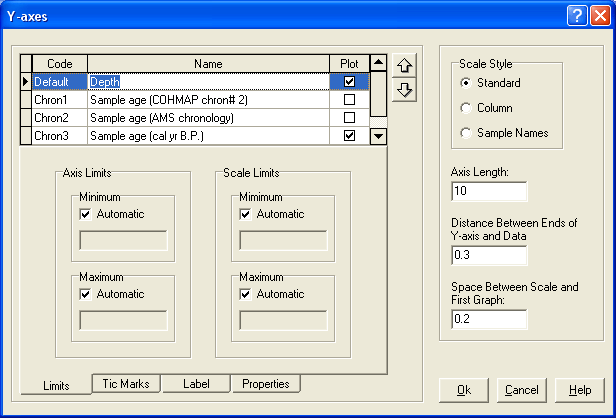 Y-axes
Code Name Plot
Default Depth
Chron1 Sample age (COHMAP chron# 2)
Chron2 Sample age (AMS chronology)
Chron3 Sample age (cal yr B.P.)
Axis Limits
Minimum
Automatic
Maximum
Automatic
Scale Limits
Mimimum
Automatic
Maximum
Automatic
Limits Tic Marks Label Properties
Scale Style
Standard
Column
Sample Names
Axis Length:
10
Distance Between Ends of
Y-axis and Data
0.3
Space Between Scale and
First Graph:
0.2
Ok Cancel Help